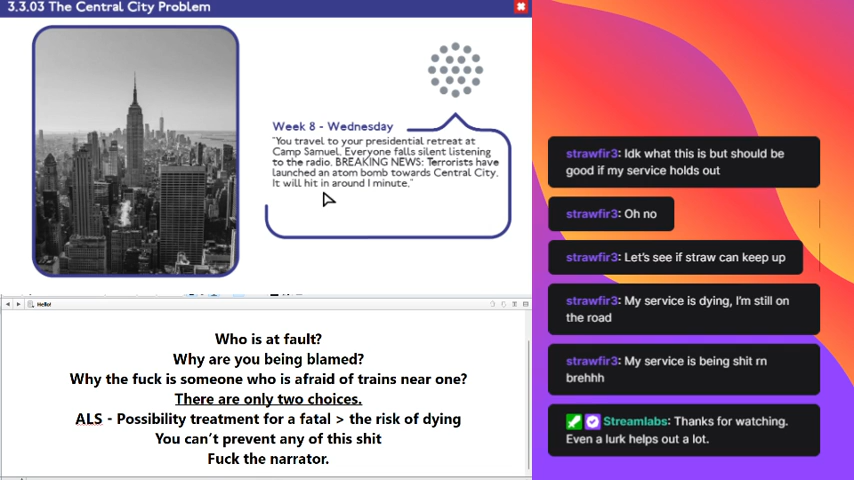 3.3.03 The Central City Problem
Week 8 - Wednesday
"You travel to your presidential retreat at
Camp Samuel. Everyone falls silent listening
to the radio. BREAKING NEWS: Terrorists have
launched an atom bomb towards Central City.
It will hit in around 1 minute."
Hello!
Who is at fault?
Why are you being blamed?
Why the fuck is someone who is afraid of trains near one?
There are only two choices.
ALS - Possibility treatment for a fatal > the risk of dying
You can't prevent any of this shit
Fuck the narrator.
strawfir3: Idk what this is but should be
good if my service holds out
strawfir3: Oh no
strawfir3: Let's see if straw can keep up
strawfir3: My service is dying, I'm still on
the road
strawfir3: My service is being shit rn
brehhh
Streamlabs: Thanks for watching.
Even a lurk helps out a lot.